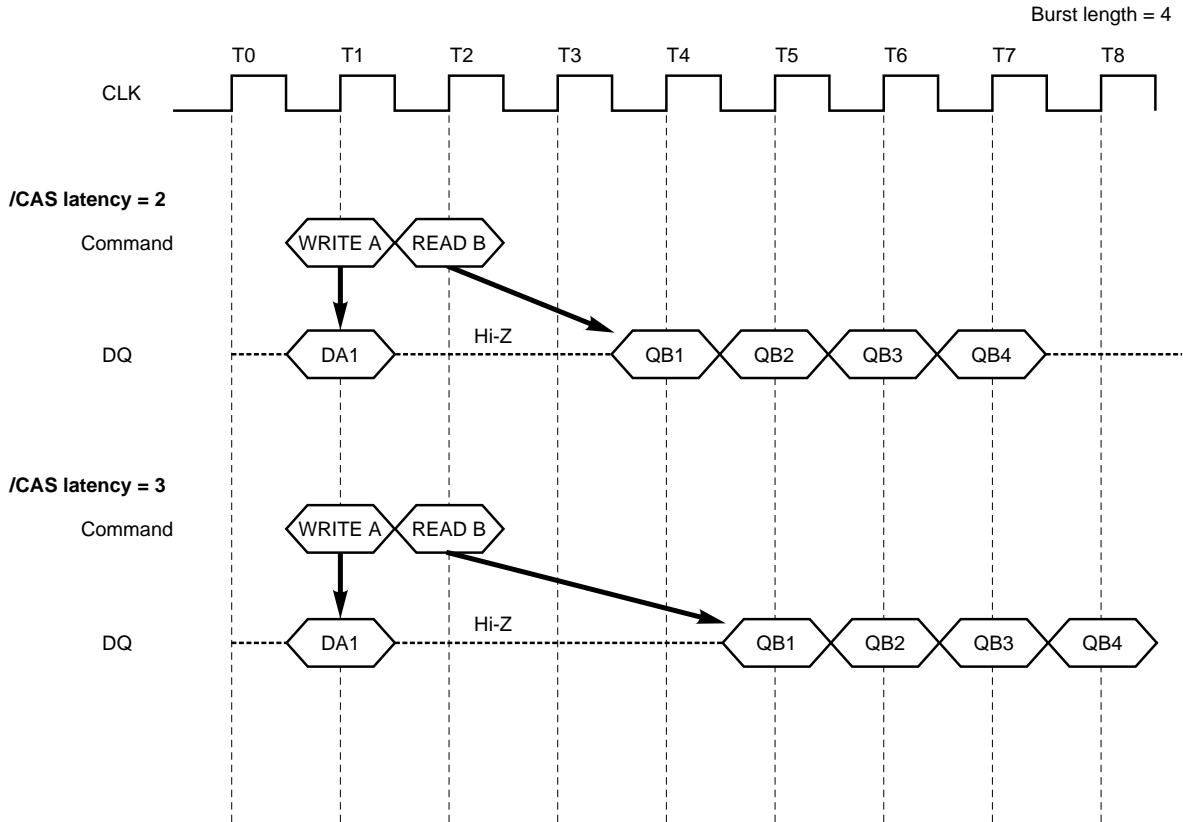 Burst length = 4
T0 T1 T2 T3 T4 T5 T6 T7 T8
CLK
/CAS latency = 2
Command WRITE A READ B
DQ DA1 Hi-Z QB1 QB2 QB3 QB4
/CAS latency = 3
Command WRITE A READ B
DQ DA1 Hi-Z QB1 QB2 QB3 QB4